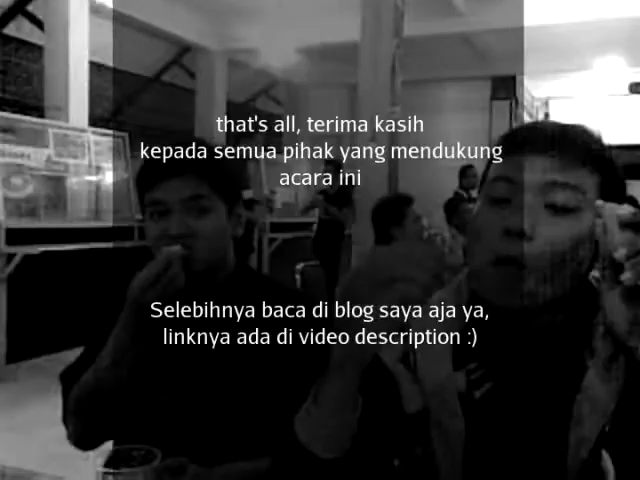 that's all, terima kasih
kepada semua pihak yang mendukung
acara ini
Selebihnya baca di blog saya aja ya,
linknya ada di video description :)